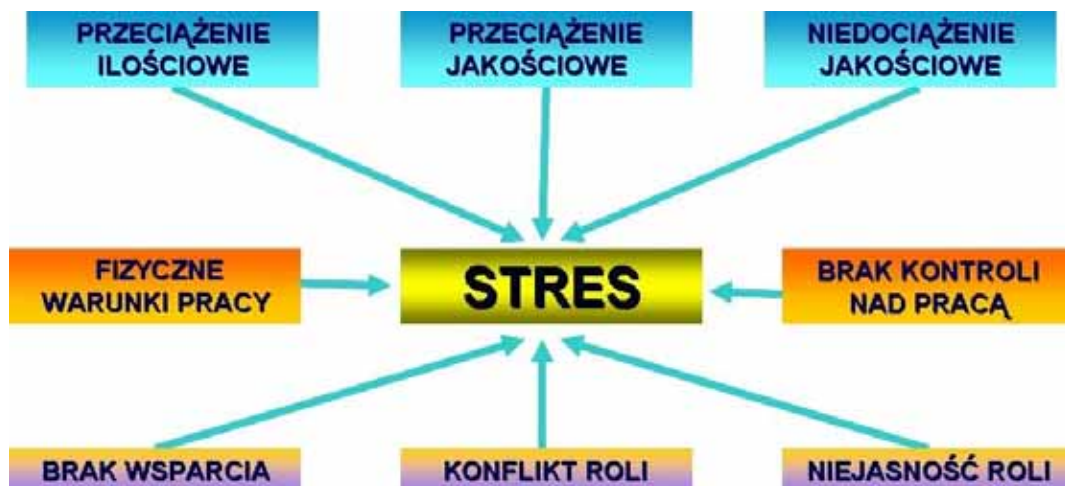 PRZECIĄŻENIE
ILOŚCIOWE
PRZECIĄŻENIE
JAKOŚCIOWE
NIEDOCIĄŻENIE
JAKOŚCIOWE
FIZYCZNE
WARUNKI PRACY
STRES
BRAK KONTROLI
NAD PRACĄ
BRAK WSPARCIA
KONFLIKT ROLI
NIEJASNOŚĆ ROLI